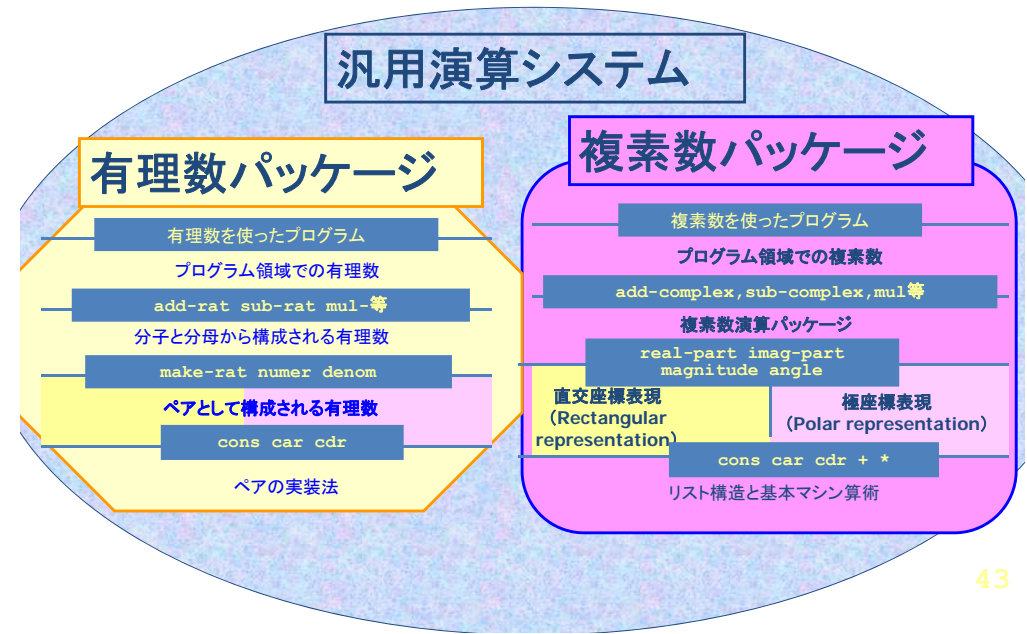 汎用演算システム
有理数パッケージ
有理数を使ったプログラム
プログラム領域での有理数
add-rat sub-rat mul-等
分子と分母から構成される有理数
make-rat numer denom
ペアとして構成される有理数
cons car cdr
ペアの実装法
複素数パッケージ
複素数を使ったプログラム
プログラム領域での複素数
add-complex,sub-complex,mul等
複素数演算パッケージ
real-part imag-part
magnitude angle
直交座標表現
(Rectangular
representation)
極座標表現
(Polar representation)
cons car cdr + *
リスト構造と基本マシン算術
43